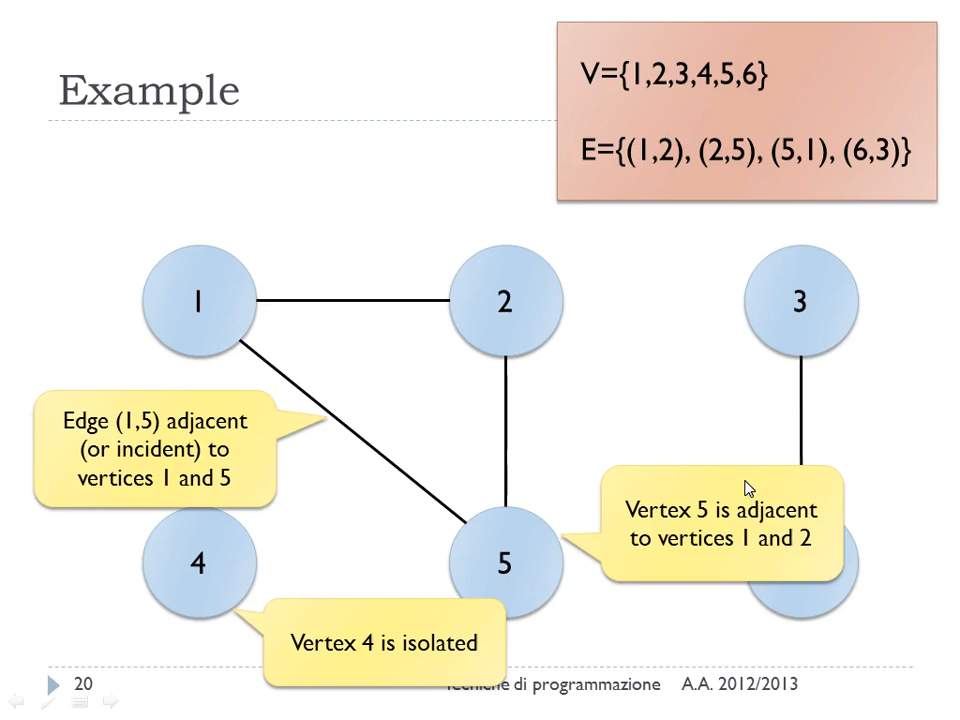 Example
V={1,2,3,4,5,6}
E={(1,2), (2,5), (5,1), (6,3)}
1
2
3
Edge (1,5) adjacent
(or incident) to
vertices 1 and 5
Vertex 5 is adjacent
to vertices 1 and 2
4
5
Vertex 4 is isolated
20
Tecniche di programmazione
A.A. 2012/2013